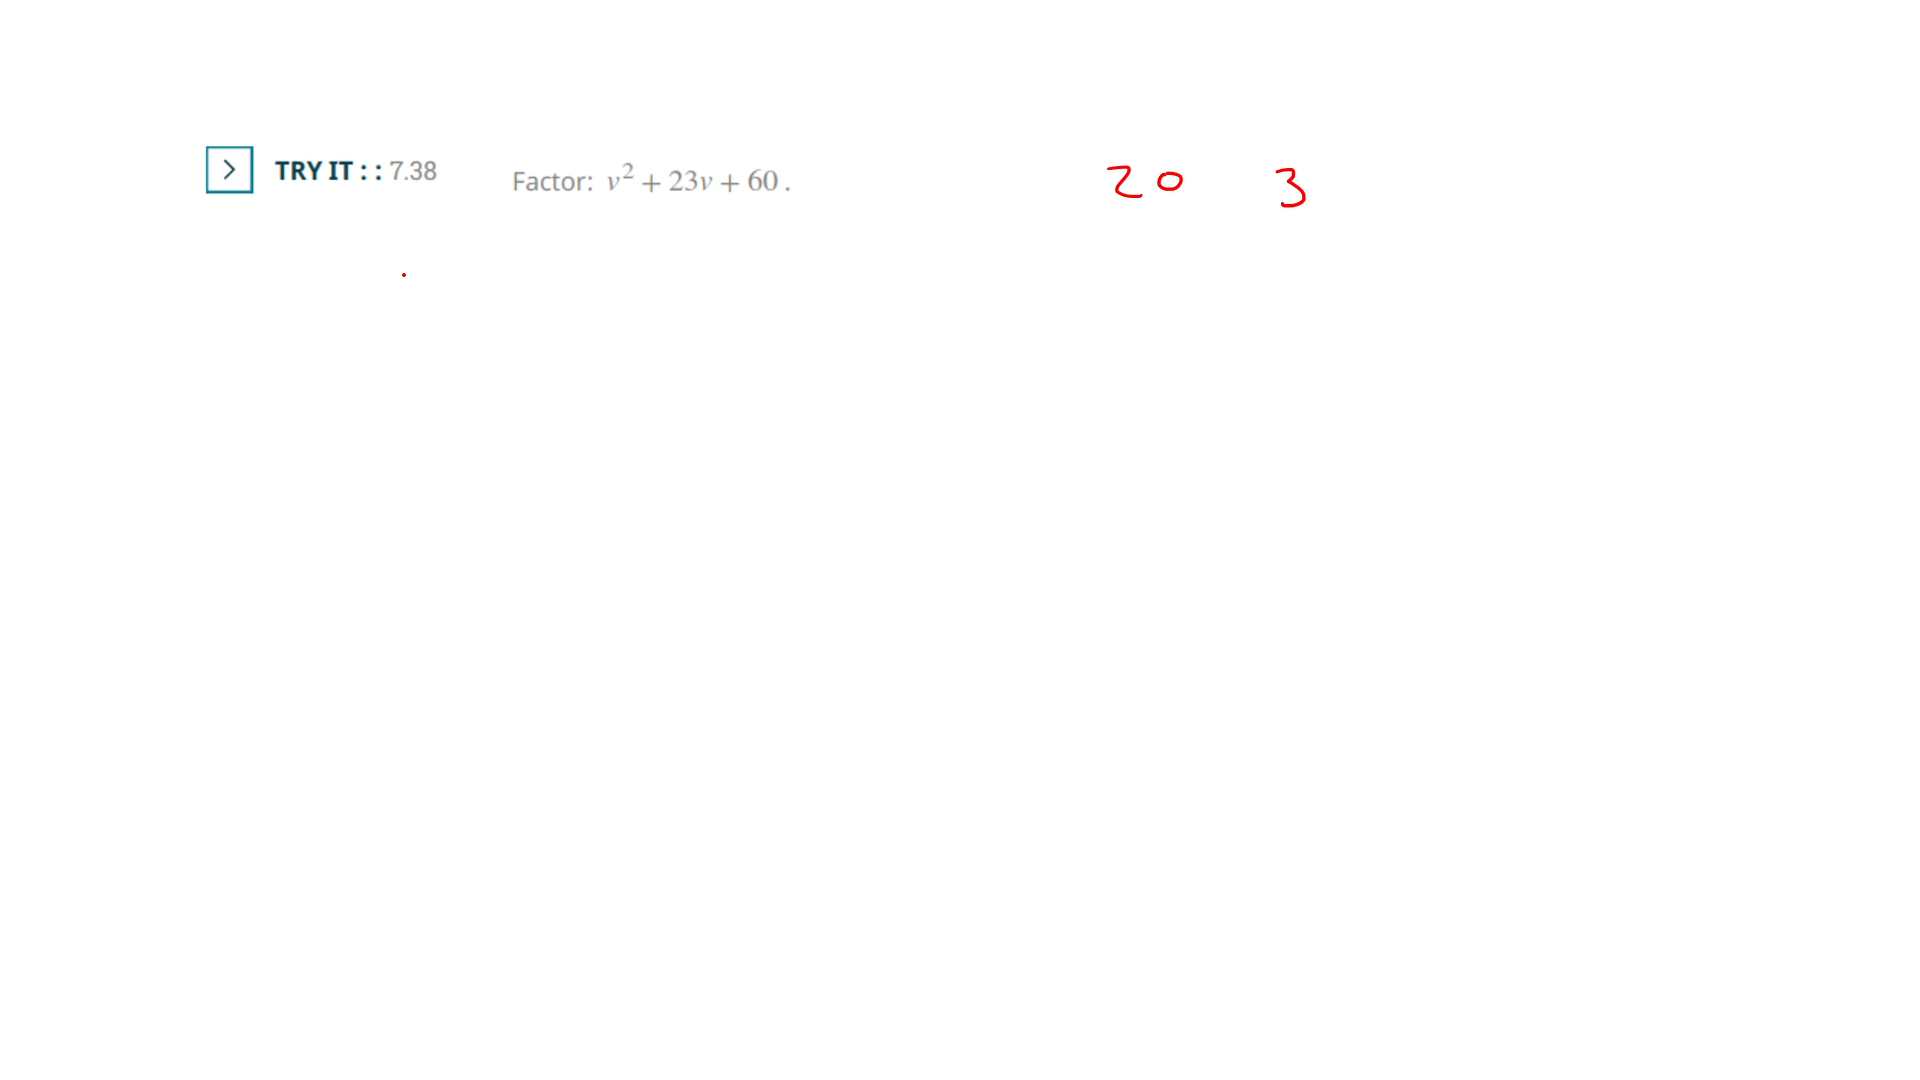 > TRY IT : : 7.38 Factor: v² + 23v + 60 . 20 3